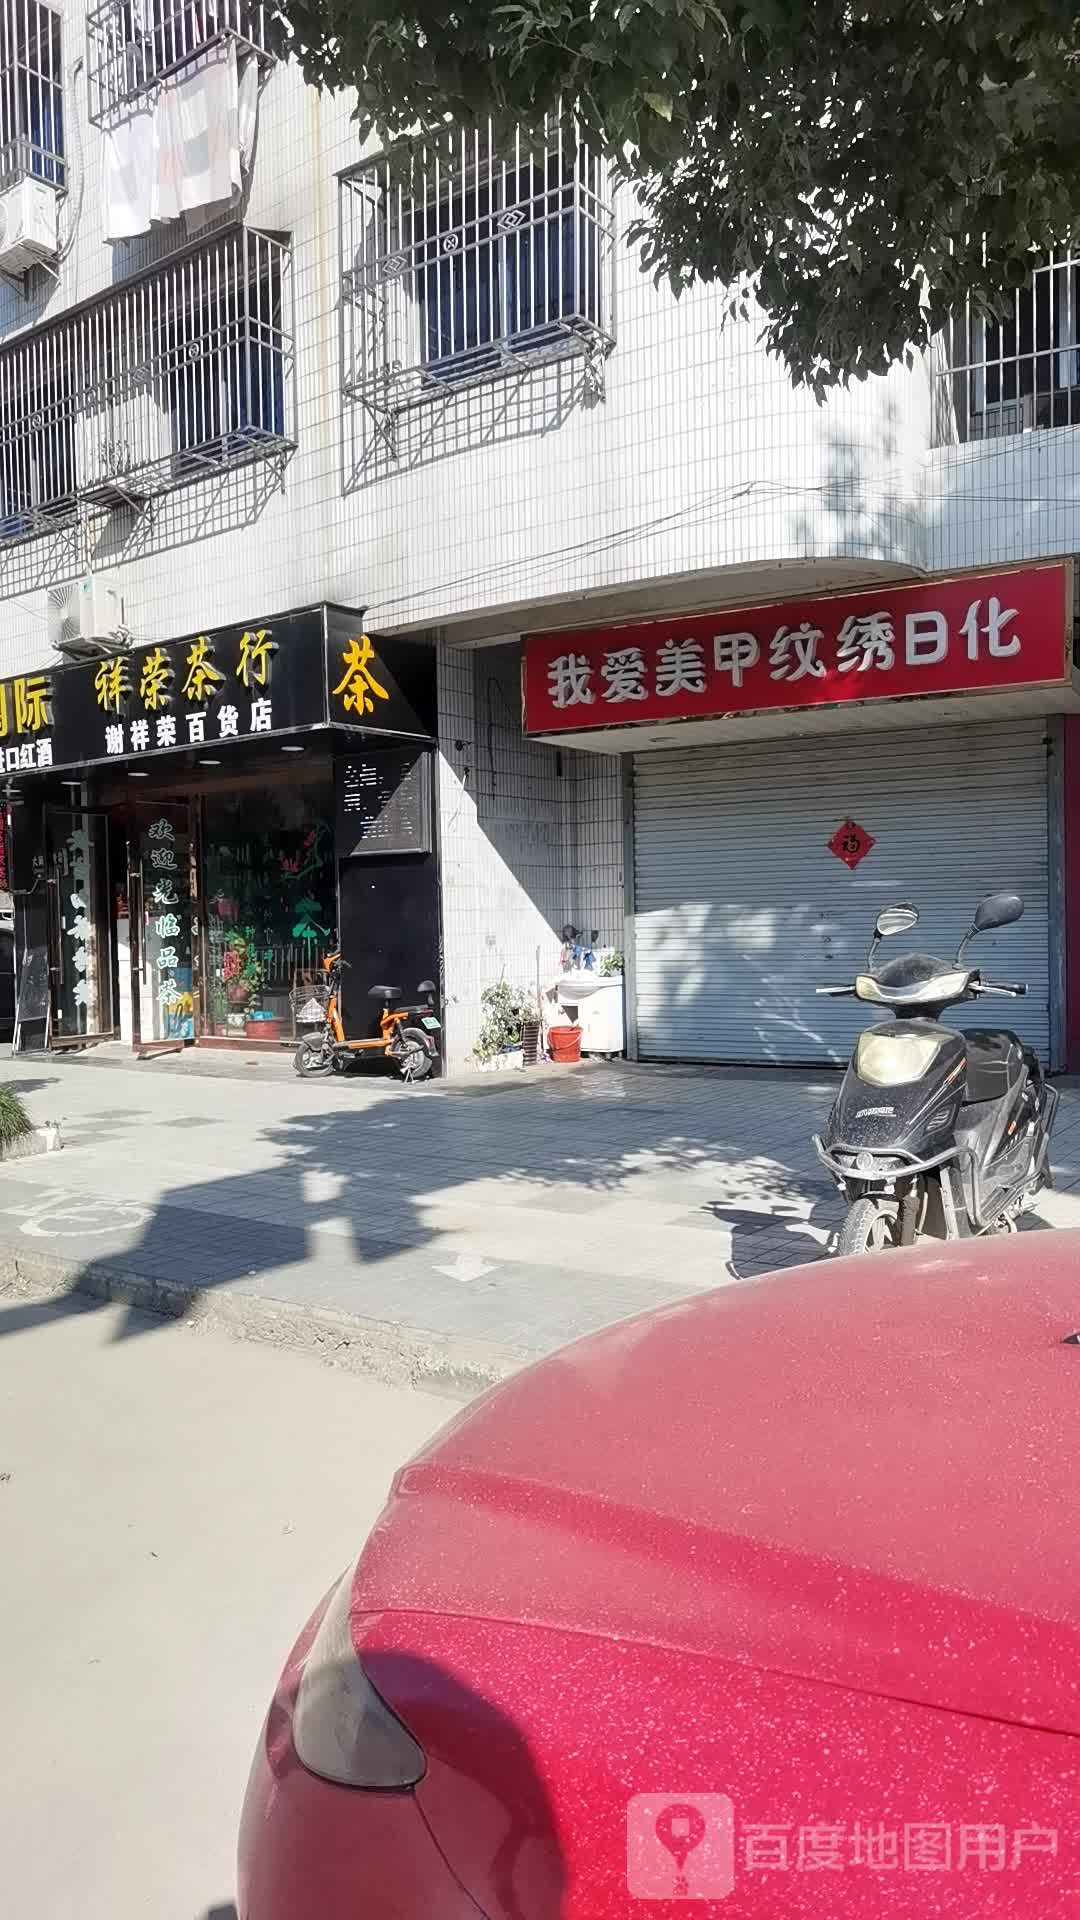 际
祥荣茶行
茶
口红酒
谢祥荣百货店
我爱美甲纹绣日化
欢迎光临品茶
茶
福
百度地图用户